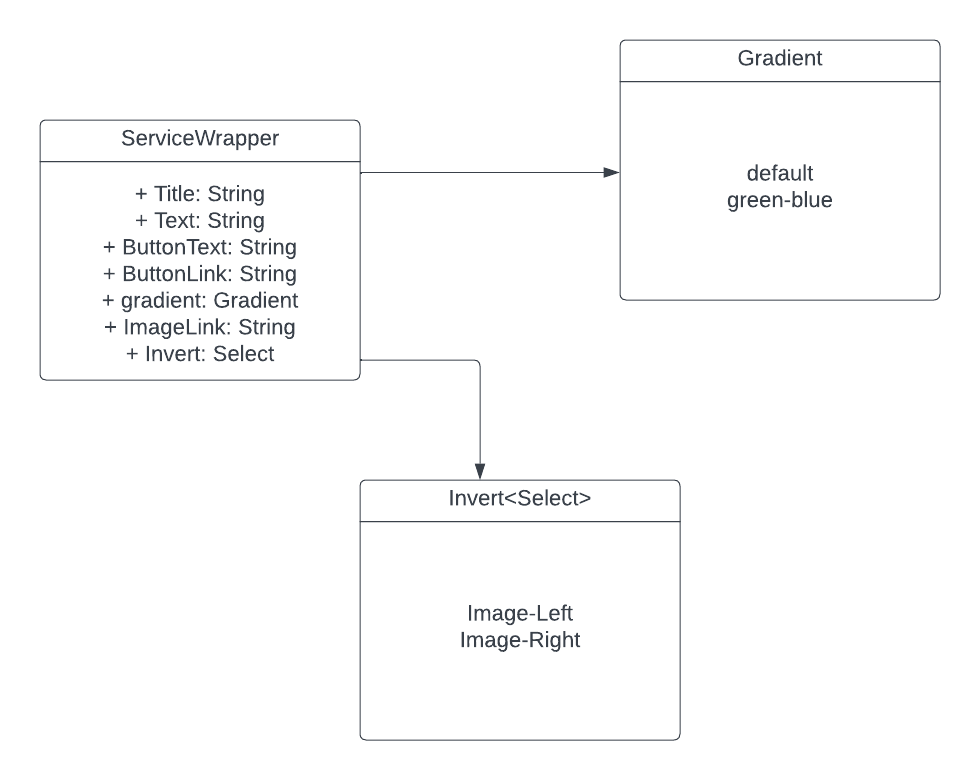 Gradient
default
green-blue
ServiceWrapper
+ Title: String
+ Text: String
+ ButtonText: String
+ ButtonLink: String
+ gradient: Gradient
+ ImageLink: String
+ Invert: Select
Invert<Select>
Image-Left
Image-Right